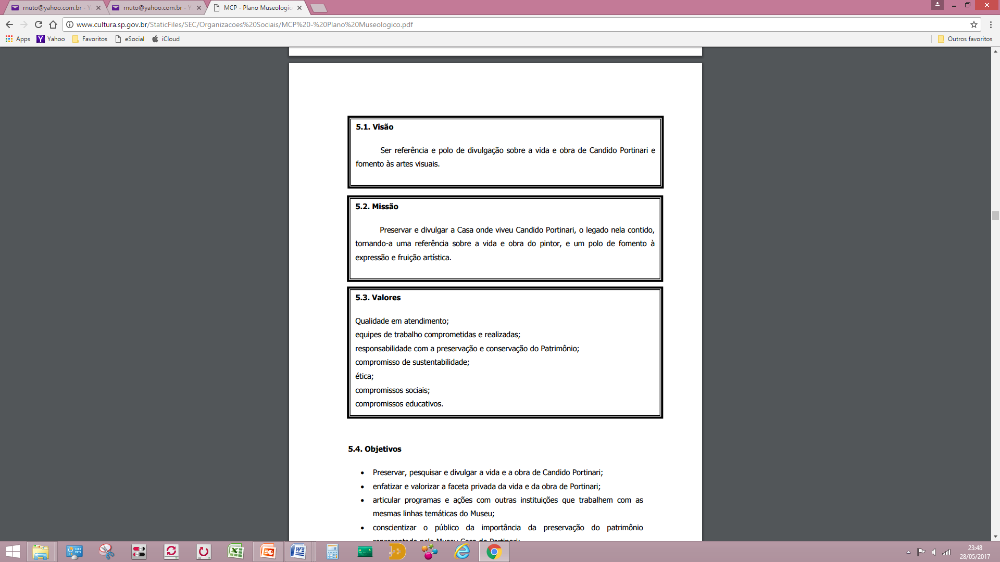 rnuto@yahoo.com.br - Y
rnuto@yahoo.com.br - Y
MCP - Plano Museologic
www.cultura.sp.gov.br/StaticFiles/SEC/Organizacoes%20Sociais/MCP%20-%20Plano%20Museologico.pdf
Apps
Yahoo
Favoritos
eSocial
iCloud
Outros favoritos
5.1. Visão
Ser referência e polo de divulgação sobre a vida e obra de Candido Portinari e
fomento às artes visuais.
5.2. Missão
Preservar e divulgar a Casa onde viveu Candido Portinari, o legado nela contido,
tornando-a uma referência sobre a vida e obra do pintor, e um polo de fomento à
expressão e fruição artística.
5.3. Valores
Qualidade em atendimento;
equipes de trabalho comprometidas e realizadas;
responsabilidade com a preservação e conservação do Patrimônio;
compromisso de sustentabilidade;
ética;
compromissos sociais;
compromissos educativos.
5.4. Objetivos
• Preservar, pesquisar e divulgar a vida e a obra de Candido Portinari;
• enfatizar e valorizar a faceta privada da vida e da obra de Portinari;
• articular programas e ações com outras instituições que trabalhem com as
mesmas linhas temáticas do Museu;
• conscientizar o público da importância da preservação do patrimônio
representado pelo Museu Casa de Portinari;
23:48
28/05/2017